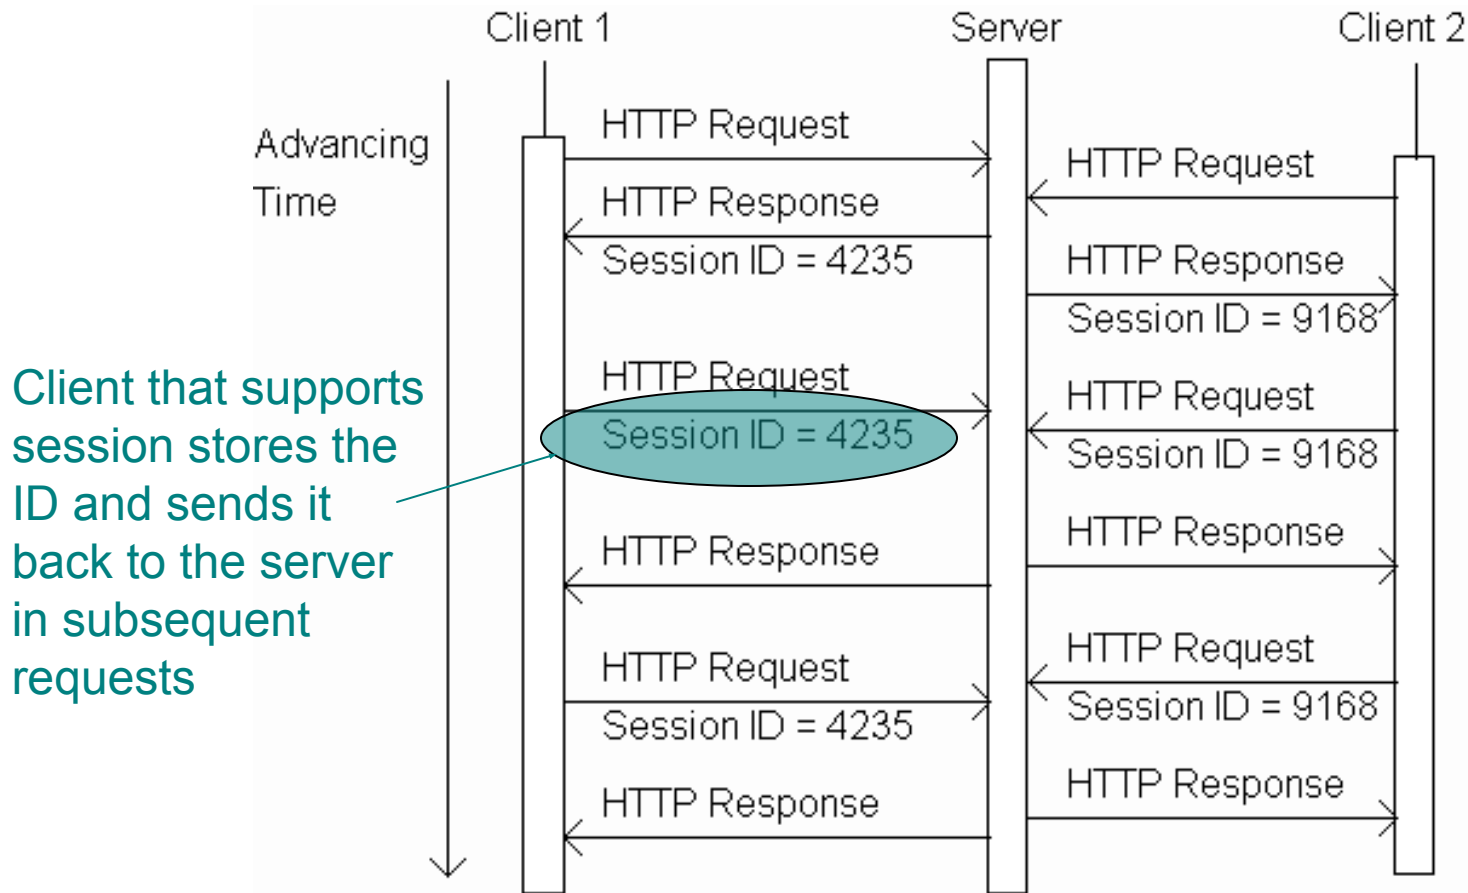 Client 1
Server
Client 2
Advancing
Time
HTTP Request
HTTP Request
HTTP Response
Session ID = 4235
HTTP Response
Session ID = 9168
Client that supports
session stores the
ID and sends it
back to the server
in subsequent
requests
HTTP Request
Session ID = 4235
HTTP Request
Session ID = 9168
HTTP Response
HTTP Response
HTTP Request
Session ID = 4235
HTTP Request
Session ID = 9168
HTTP Response
HTTP Response